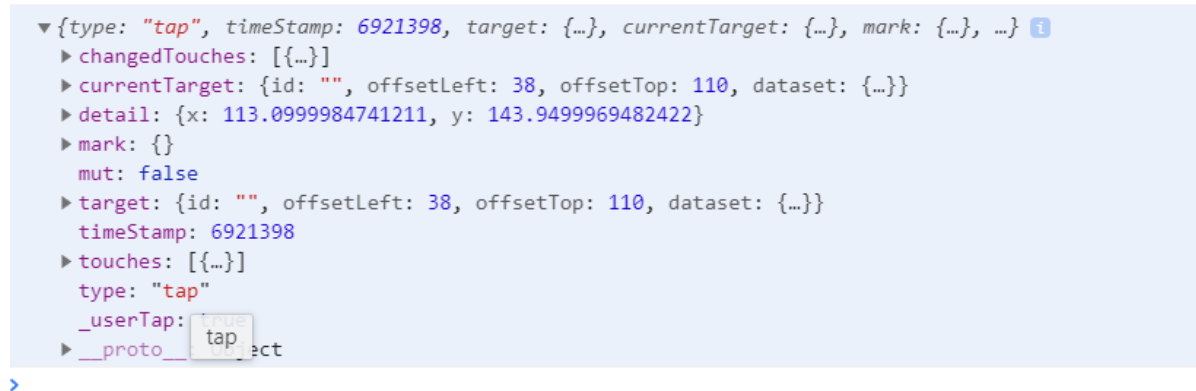 ▼{type: "tap", timeStamp: 6921398, target: {…}, currentTarget: {…}, mark: {…}, …} i
▶changedTouches: [{…}]
▶currentTarget: {id: "", offsetLeft: 38, offsetTop: 110, dataset: {…}}
▶detail: {x: 113.0999984741211, y: 143.9499969482422}
▶mark: {}
mut: false
▶target: {id: "", offsetLeft: 38, offsetTop: 110, dataset: {…}}
timeStamp: 6921398
▶touches: [{…}]
type: "tap"
_userTap: true
tap
▶__proto__: Object
>